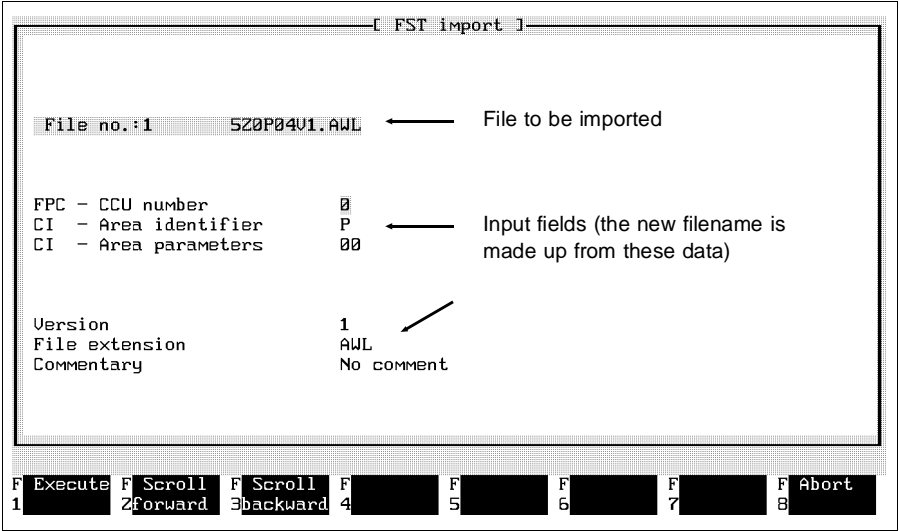 [ FST import ]
File no.:1 5Z0P04V1.AWL
File to be imported
FPC - CCU number 0
CI - Area identifier P
CI - Area parameters 00
Input fields (the new filename is
made up from these data)
Version 1
File extension AWL
Commentary No comment
F1 Execute F2 Scroll forward F3 Scroll backward F4 F5 F6 F7 F8 Abort